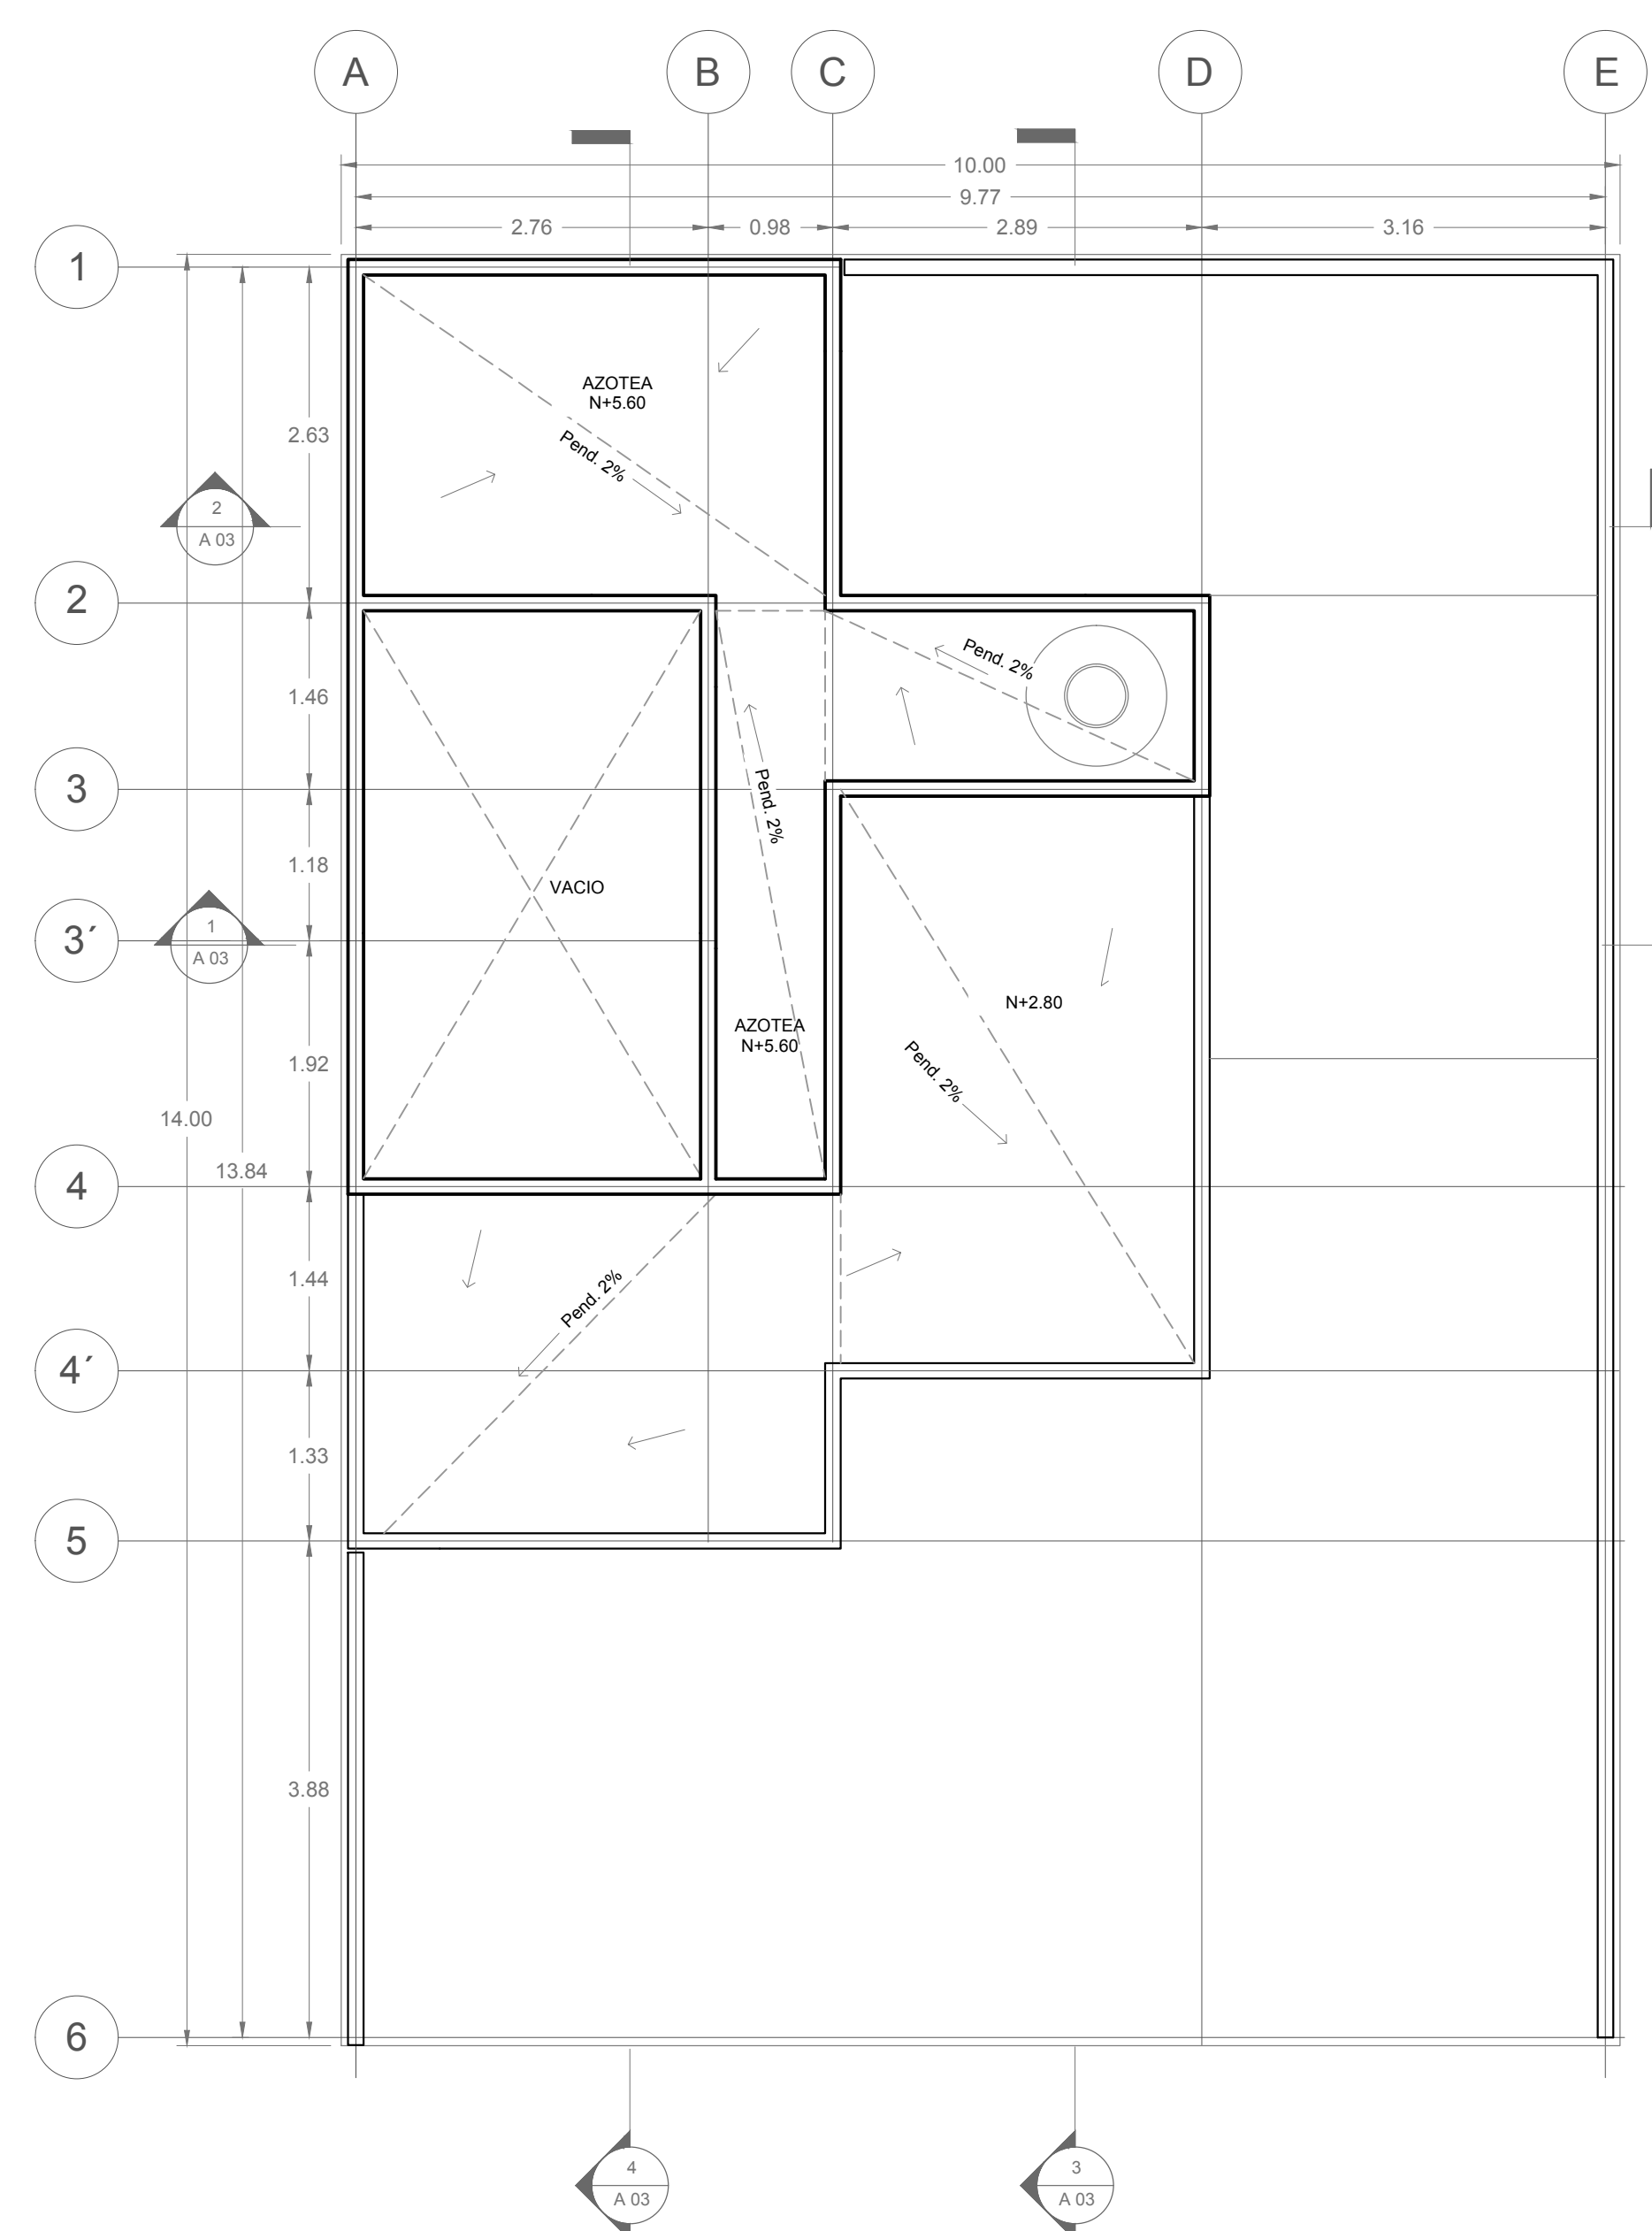 A B C D E
10.00
9.77
2.76 0.98 2.89 3.16
1
AZOTEA
N+5.60
2.63
Pend. 2%
2
A 03
2
Pend. 2%
1.46
3
Pend. 2%
1.18
VACIO
1
A 03
3´
N+2.80
AZOTEA
N+5.60
1.92
Pend. 2%
14.00
13.84
4
1.44
Pend. 2%
4´
1.33
5
3.88
6
4
A 03
3
A 03